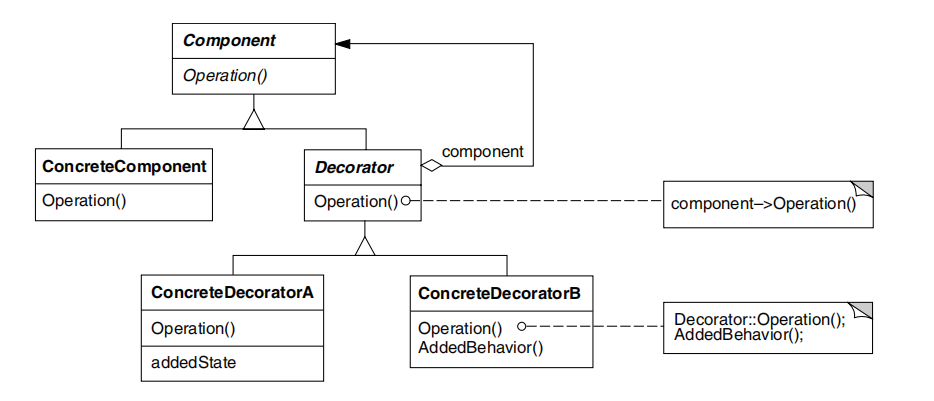 Component
Operation()
ConcreteComponent
Operation()
Decorator
Operation()
component
component–>Operation()
ConcreteDecoratorA
Operation()
addedState
ConcreteDecoratorB
Operation()
AddedBehavior()
Decorator::Operation();
AddedBehavior();